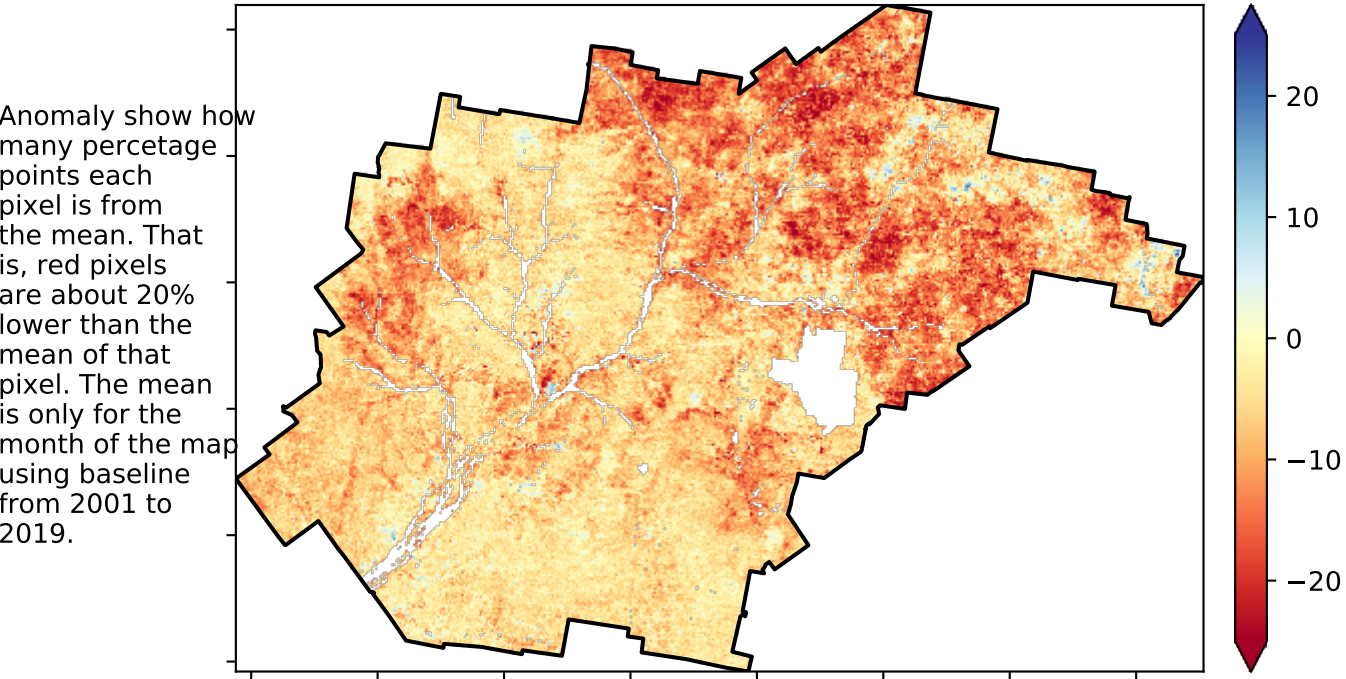 Anomaly show how
many percetage
points each
pixel is from
the mean. That
is, red pixels
are about 20%
lower than the
mean of that
pixel. The mean
is only for the
month of the map
using baseline
from 2001 to
2019.
20
10
0
−10
−20